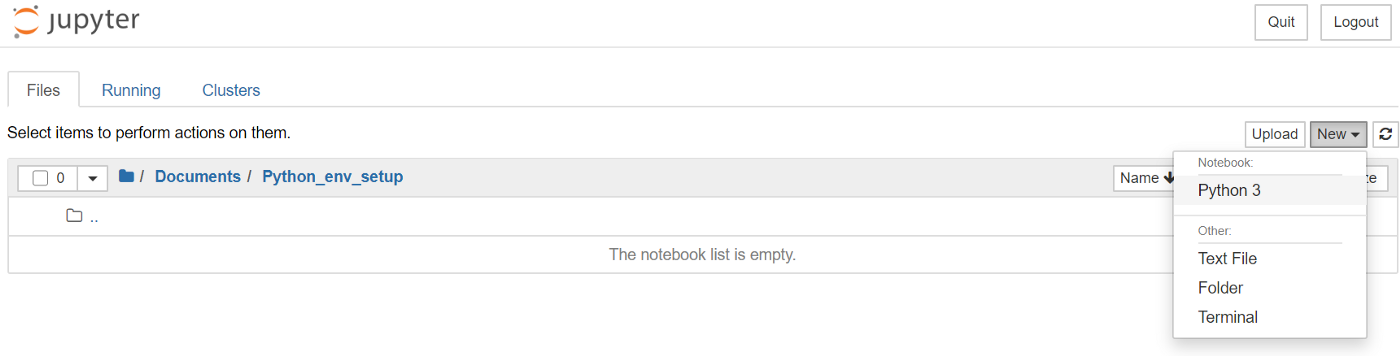 jupyter
Quit Logout
Files Running Clusters
Select items to perform actions on them.
Upload New
0 / Documents / Python_env_setup
Name
Notebook:
Python 3
..
Other:
The notebook list is empty.
Text File
Folder
Terminal